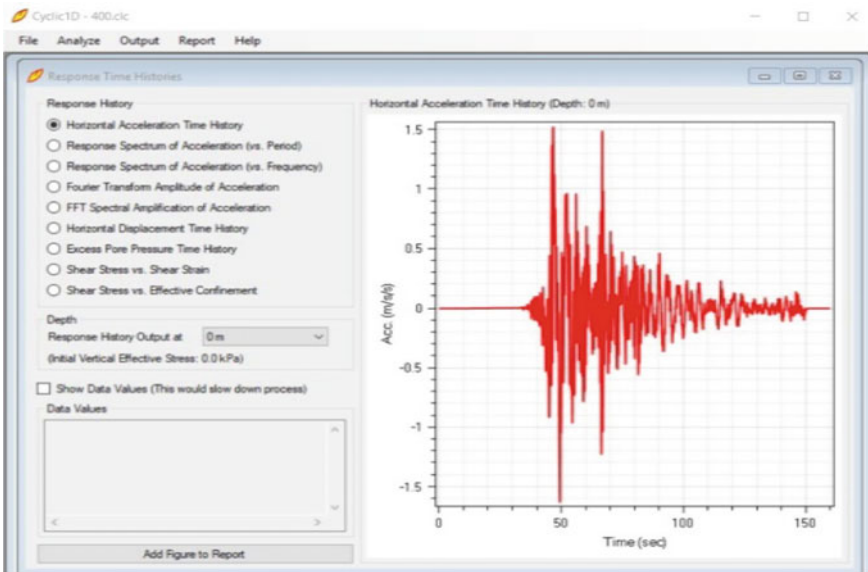 Cyclic1D - 400.clc
File Analyze Output Report Help
Response Time Histories
Response History
Horizontal Acceleration Time History
Response Spectrum of Acceleration (vs. Period)
Response Spectrum of Acceleration (vs. Frequency)
Fourier Transform Amplitude of Acceleration
FFT Spectral Amplification of Acceleration
Horizontal Displacement Time History
Excess Pore Pressure Time History
Shear Stress vs. Shear Strain
Shear Stress vs. Effective Confinement
Depth
Response History Output at 0 m
(Initial Vertical Effective Stress: 0.0 kPa)
Show Data Values (This would slow down process)
Data Values
Add Figure to Report
Horizontal Acceleration Time History (Depth: 0 m)
1.5
1
0.5
0
-0.5
-1
-1.5
Acc. (m/s/s)
0 50 100 150
Time (sec)